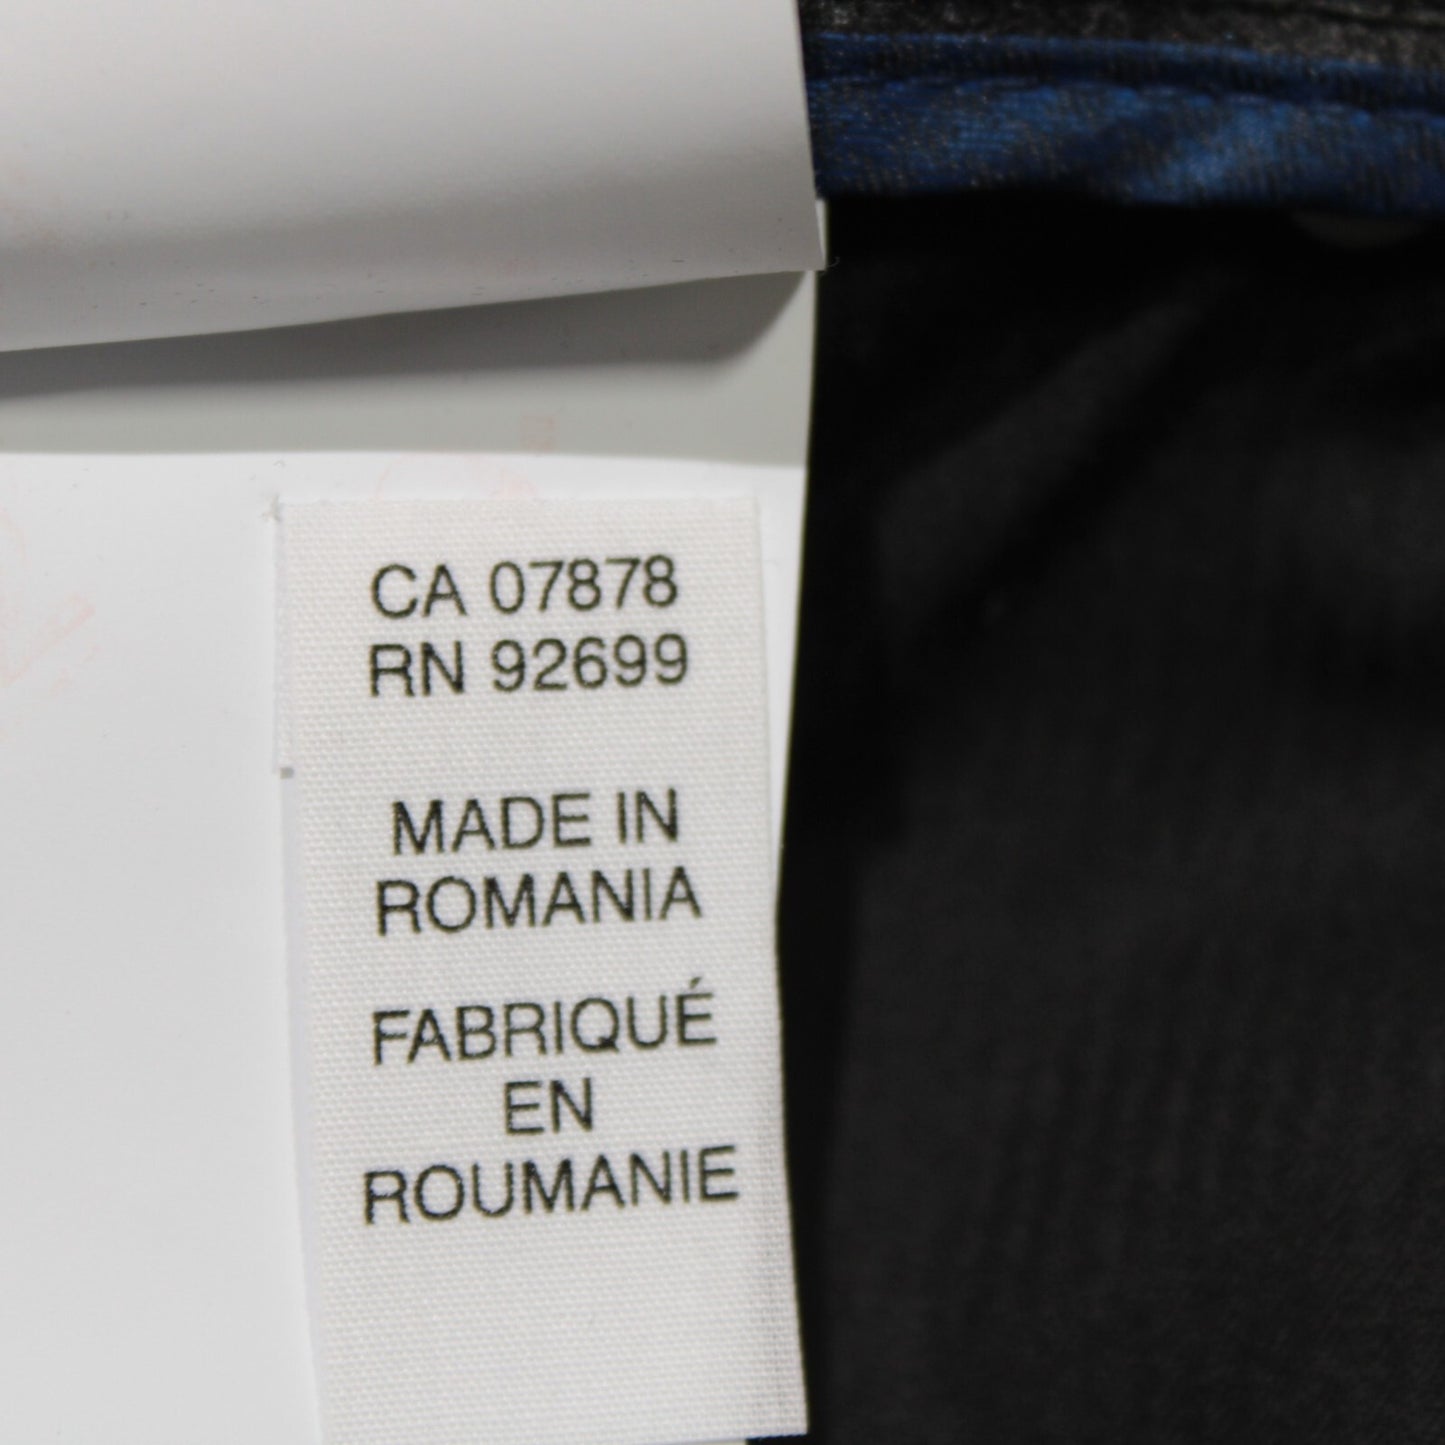 CA 07878
RN 92699
MADE IN
ROMANIA
FABRIQUÉ
EN
ROUMANIE